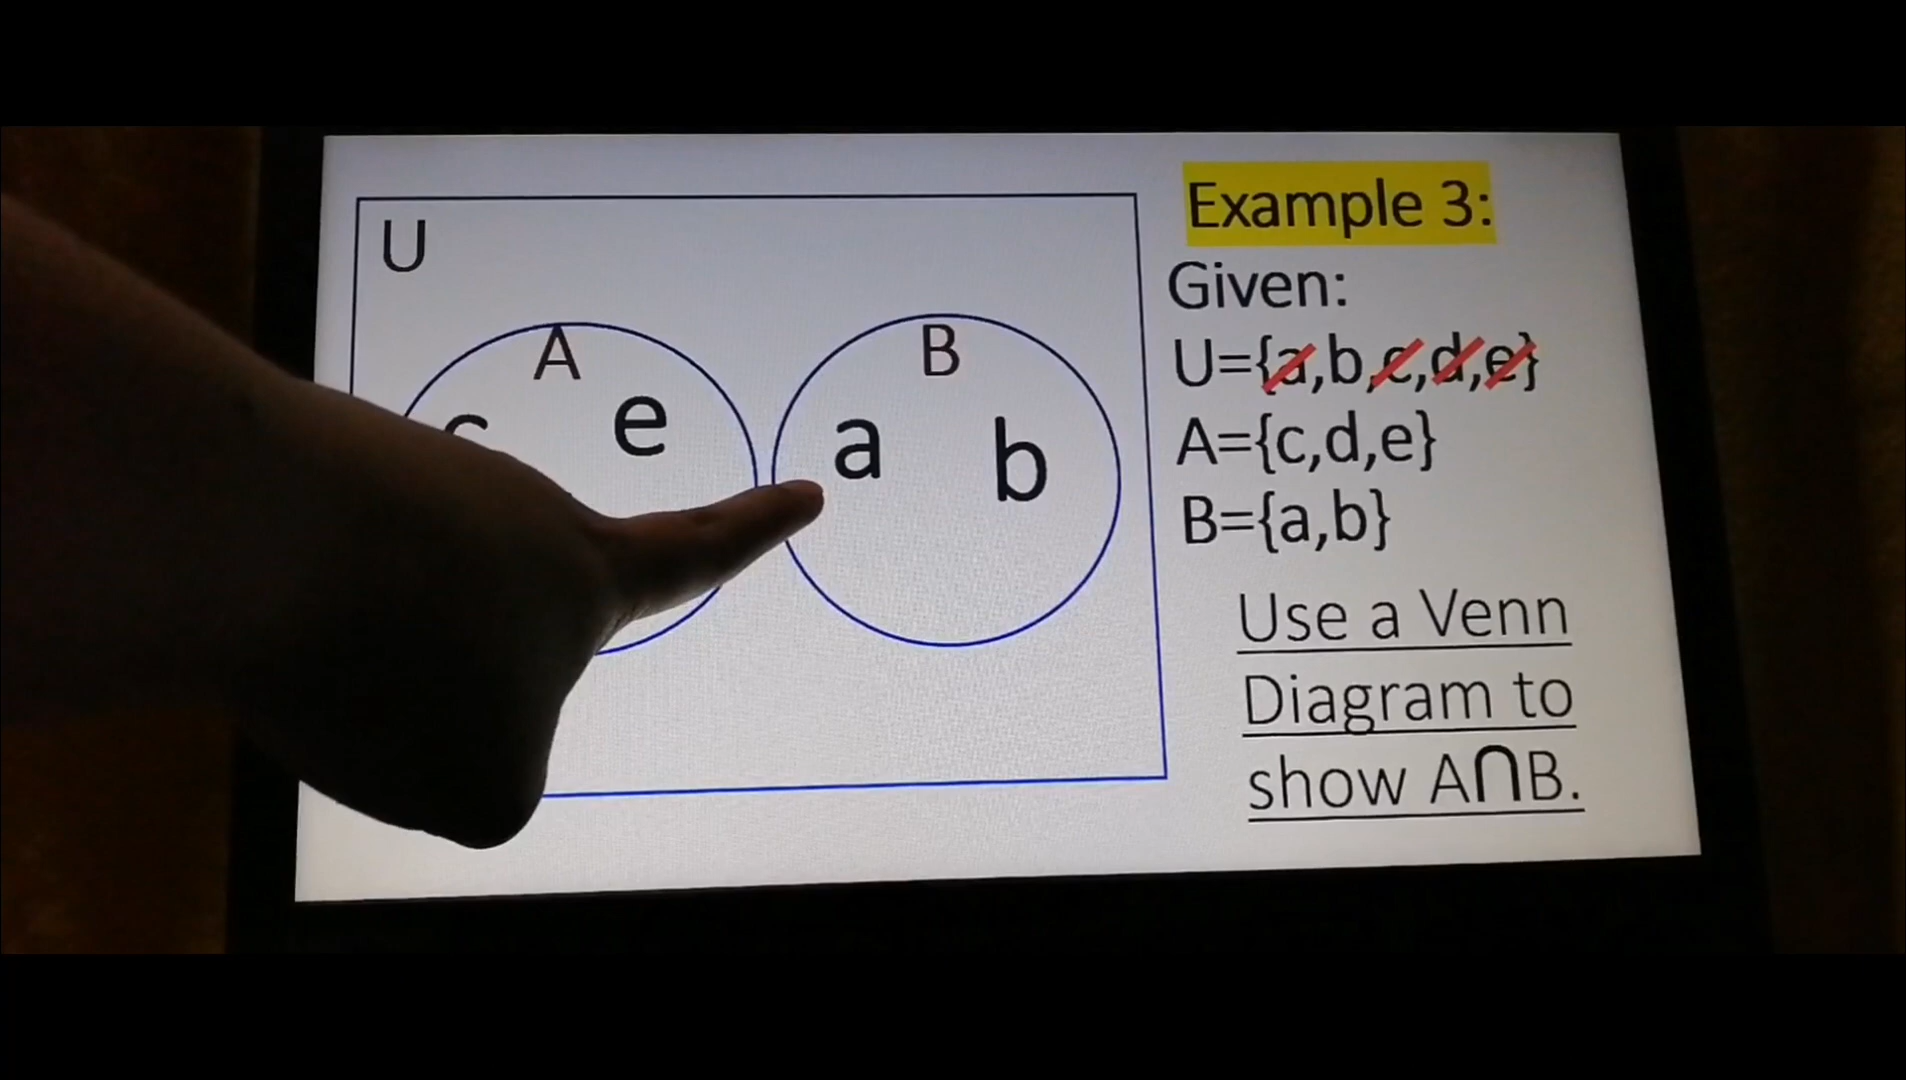 U
A
B
c
e
a
b
Example 3:
Given:
U={a,b,c,d,e}
A={c,d,e}
B={a,b}
Use a Venn
Diagram to
show A∩B.